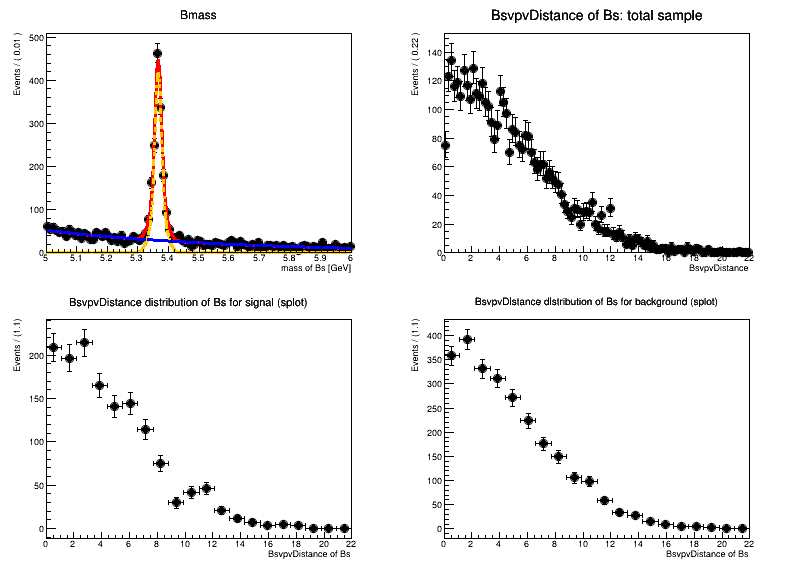 Bmass
Events / ( 0.01 )
500
400
300
200
100
0
5 5.1 5.2 5.3 5.4 5.5 5.6 5.7 5.8 5.9 6
mass of Bs [GeV]
BsvpvDistance of Bs: total sample
Events / ( 0.22 )
140
120
100
80
60
40
20
0
0 2 4 6 8 10 12 14 16 18 20 22
BsvpvDistance
BsvpvDistance distribution of Bs for signal (splot)
Events / (1.1)
200
150
100
50
0
0 2 4 6 8 10 12 14 16 18 20 22
BsvpvDistance of Bs
BsvpvDistance distribution of Bs for background (splot)
Events / (1.1)
400
350
300
250
200
150
100
50
0
0 2 4 6 8 10 12 14 16 18 20 22
BsvpvDistance of Bs